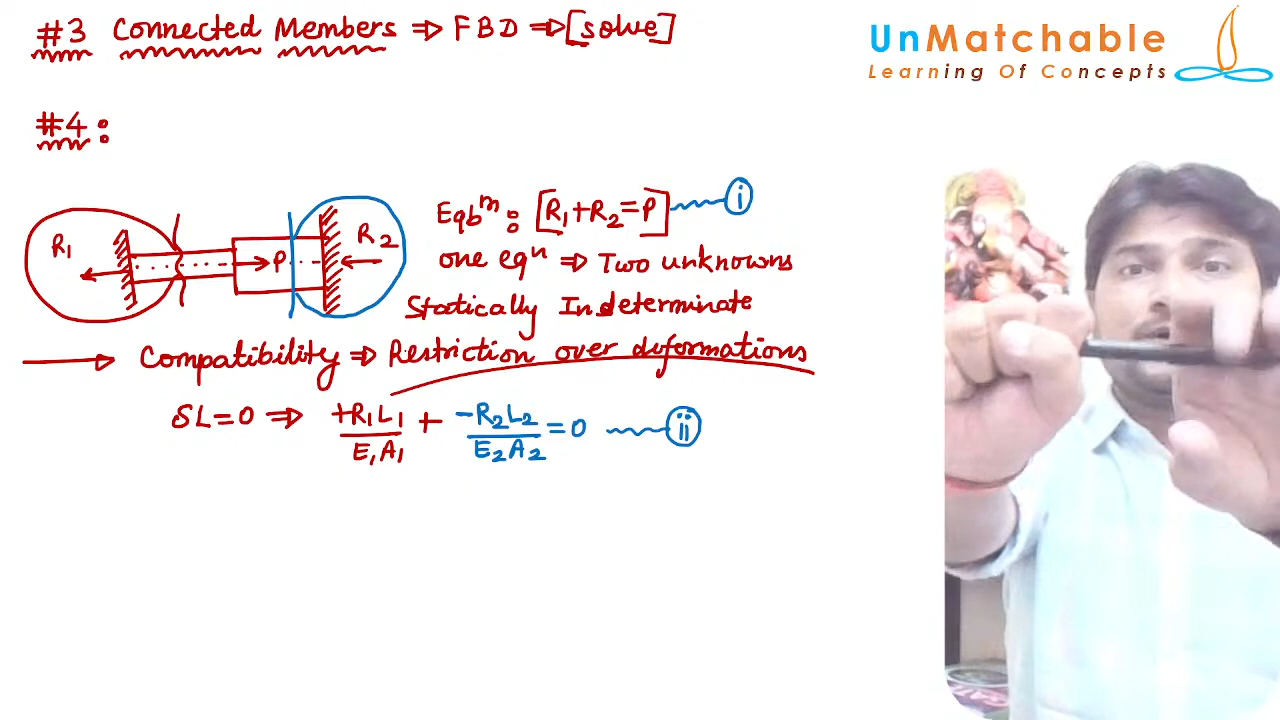 #3 Connected Members ⇒ FBD ⇒ [solve]
UnMatchable
Learning Of Concepts
#4:
R₁
P
R₂
Eqbᵐ: [R₁+R₂=P] (i)
one eqⁿ ⇒ Two unknowns
Statically Indeterminate
→ Compatibility ⇒ Restriction over deformations
δL=0 ⇒ +R₁L₁/E₁A₁ + -R₂L₂/E₂A₂ = 0 (ii)